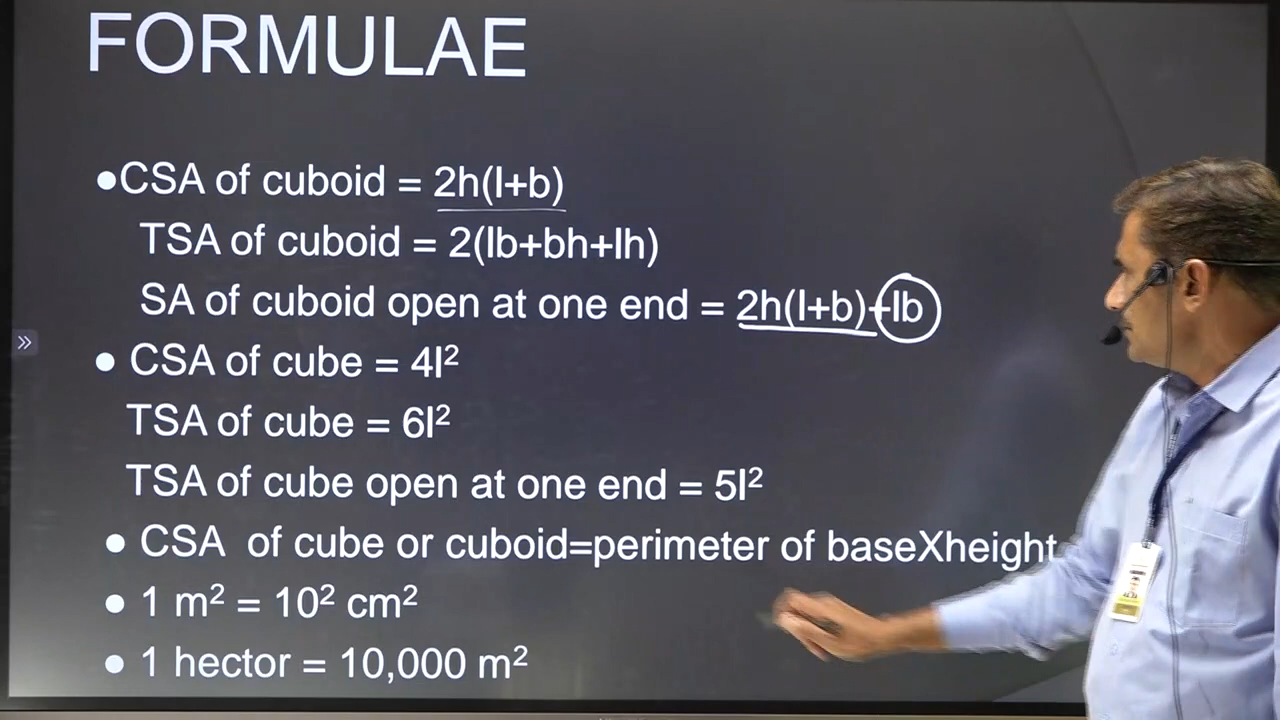 FORMULAE
●CSA of cuboid = 2h(l+b)
TSA of cuboid = 2(lb+bh+lh)
SA of cuboid open at one end = 2h(l+b)+lb
● CSA of cube = 4l²
TSA of cube = 6l²
TSA of cube open at one end = 5l²
● CSA of cube or cuboid=perimeter of baseXheight
● 1 m² = 10² cm²
● 1 hector = 10,000 m²